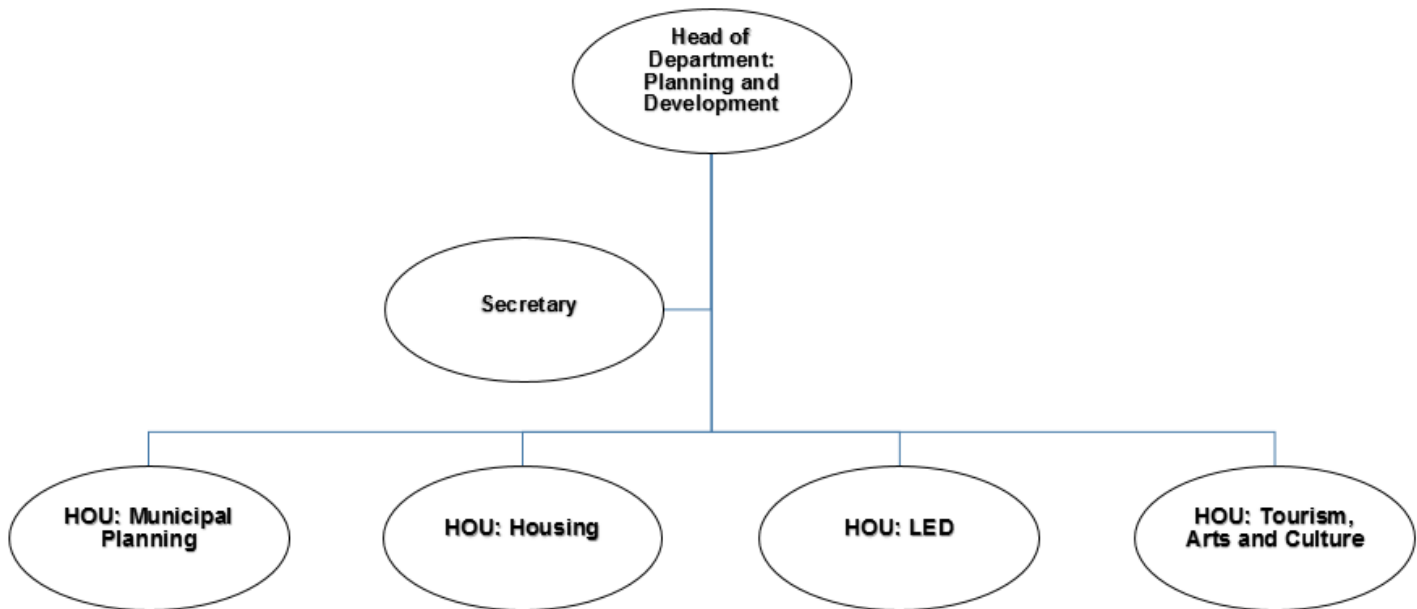 Head of
Department:
Planning and
Development
Secretary
HOU: Municipal
Planning
HOU: Housing
HOU: LED
HOU: Tourism,
Arts and Culture